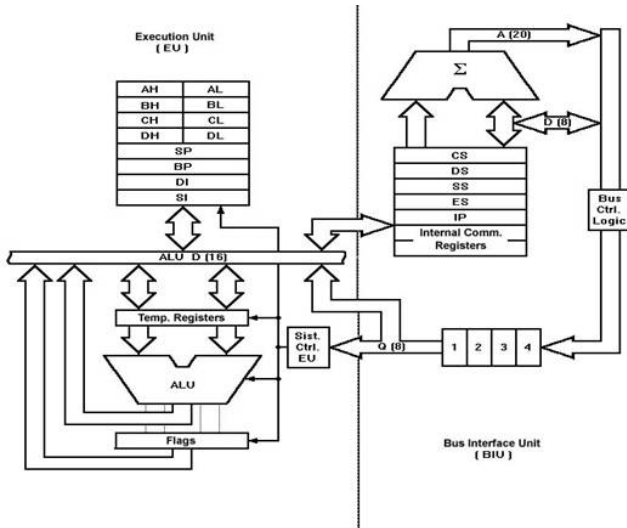 Execution Unit
( EU )
AH AL
BH BL
CH CL
DH DL
SP
BP
DI
SI
ALU D (16)
Temp. Registers
ALU
Flags
Sist.
Ctrl.
EU
A (20)
Σ
D (8)
CS
DS
SS
ES
IP
Internal Comm.
Registers
Bus
Ctrl.
Logic
Q (8)
1 2 3 4
Bus Interface Unit
( BIU )